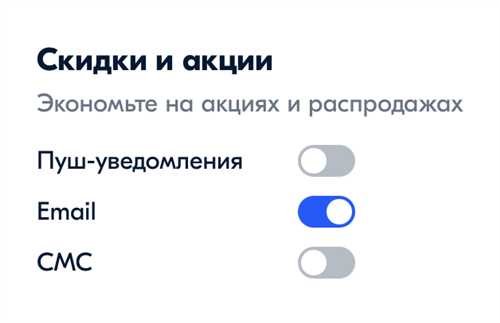 Скидки и акции
Экономьте на акциях и распродажах
Пуш-уведомления
Email
СМС